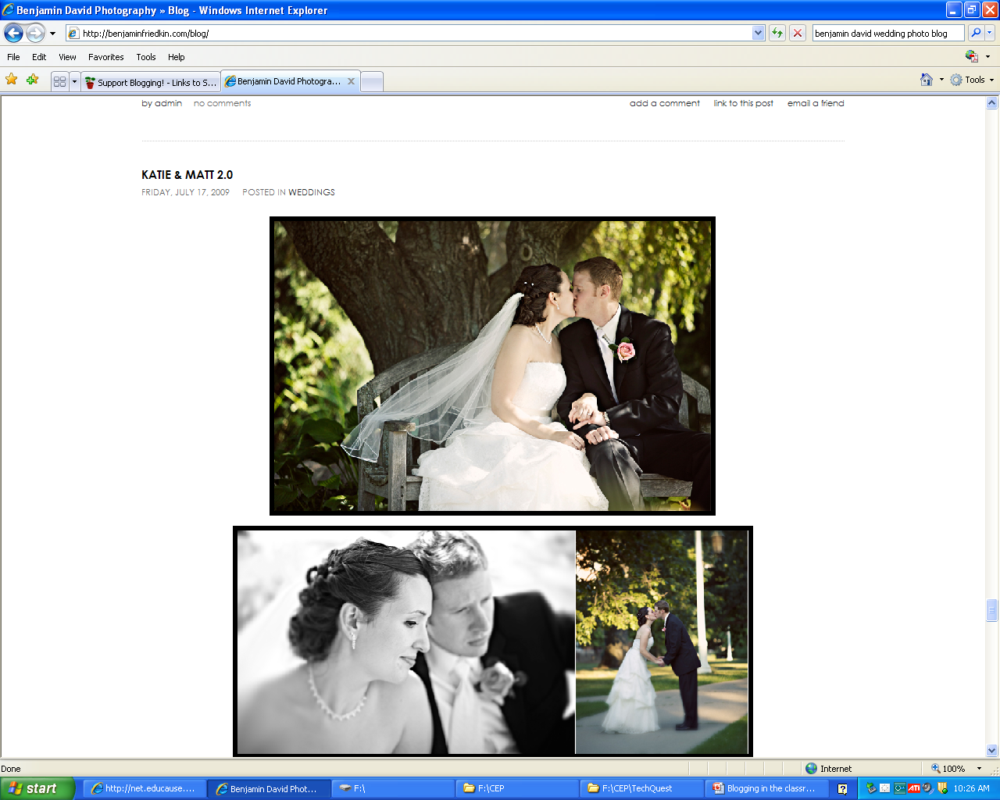 Benjamin David Photography » Blog - Windows Internet Explorer
http://benjaminfriedkin.com/blog/
benjamin david wedding photo blog
File Edit View Favorites Tools Help
Support Blogging! - Links to S...
Benjamin David Photogra...
Tools
by admin no comments add a comment link to this post email a friend
KATIE & MATT 2.0
FRIDAY, JULY 17, 2009 POSTED IN WEDDINGS
Done Internet 100%
start http://net.educause.... Benjamin David Phot... F:\ F:\CEP F:\CEP\TechQuest Blogging in the classr... ATI 10:26 AM